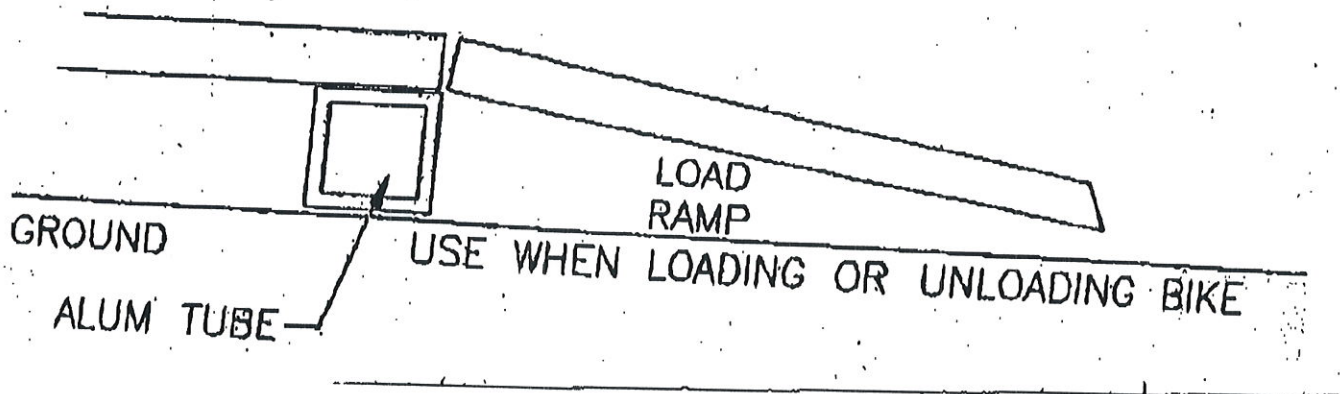 LOAD
RAMP
GROUND
USE WHEN LOADING OR UNLOADING BIKE
ALUM TUBE